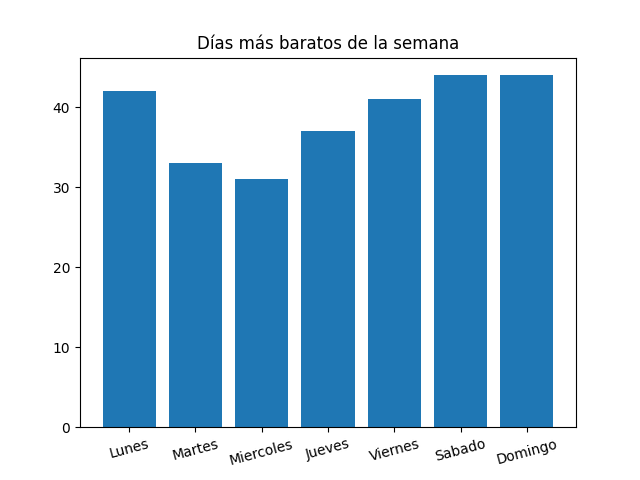 Días más baratos de la semana
40
30
20
10
0
Lunes
Martes
Miercoles
Jueves
Viernes
Sabado
Domingo